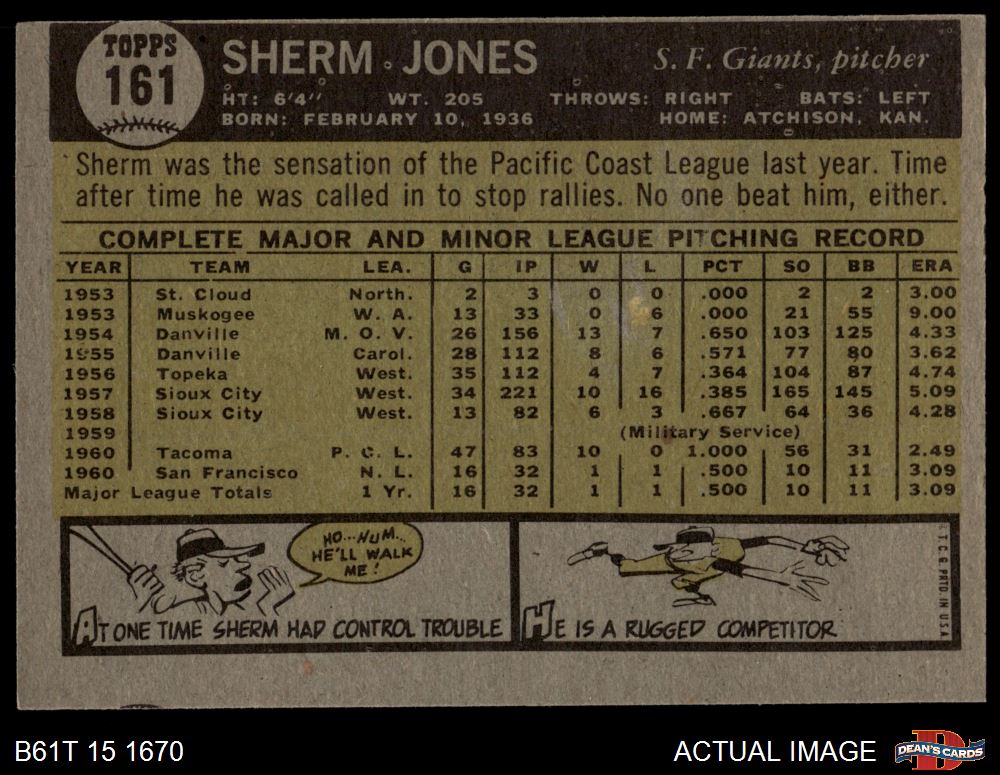 TOPPS
161
SHERM JONES
S. F. Giants, pitcher
HT: 6'4" WT. 205 THROWS: RIGHT BATS: LEFT
BORN: FEBRUARY 10, 1936 HOME: ATCHISON, KAN.
Sherm was the sensation of the Pacific Coast League last year. Time
after time he was called in to stop rallies. No one beat him, either.
COMPLETE MAJOR AND MINOR LEAGUE PITCHING RECORD
YEAR TEAM LEA. G IP W L PCT SO BB ERA
1953 St. Cloud North. 2 3 0 0 .000 2 2 3.00
1953 Muskogee W. A. 13 33 0 6 .000 21 55 9.00
1954 Danville M. O. V. 26 156 13 7 .650 103 125 4.33
1955 Danville Carol. 28 112 8 6 .571 77 80 3.62
1956 Topeka West. 35 112 4 7 .364 104 87 4.74
1957 Sioux City West. 34 221 10 16 .385 165 145 5.09
1958 Sioux City West. 13 82 6 3 .667 64 36 4.28
1959 (Military Service)
1960 Tacoma P. C. L. 47 83 10 0 1.000 56 31 2.49
1960 San Francisco N. L. 16 32 1 1 .500 10 11 3.09
Major League Totals 1 Yr. 16 32 1 1 .500 10 11 3.09
HO...HUM...
HE'LL WALK
ME!
AT ONE TIME SHERM HAD CONTROL TROUBLE
HE IS A RUGGED COMPETITOR
T.C.G. PRTD. IN U.S.A.
B61T 15 1670
ACTUAL IMAGE
D
DEAN'S CARDS